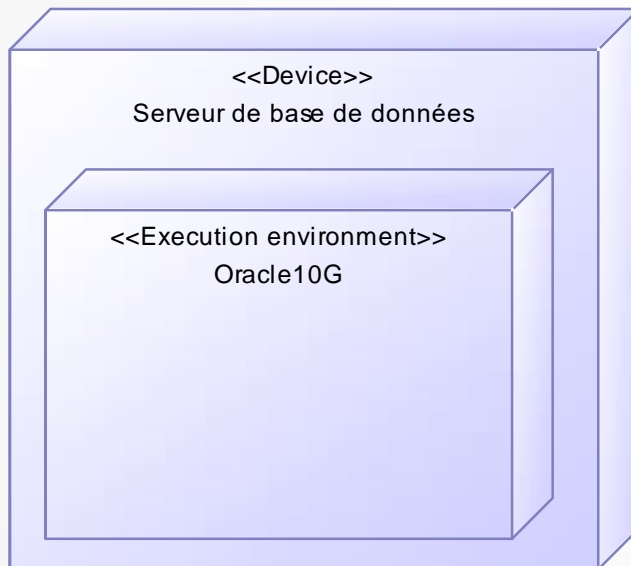 <<Device>>
Serveur de base de données
<<Execution environment>>
Oracle10G